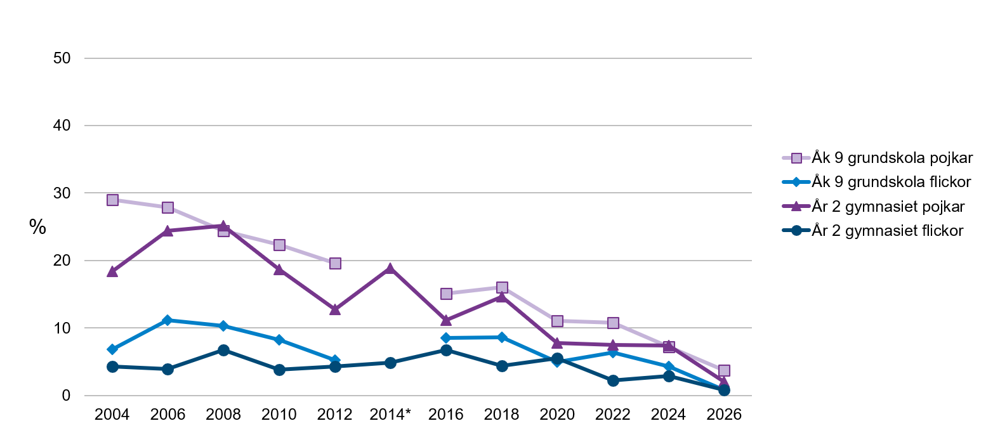 50
40
30
%
20
10
0
2004 2006 2008 2010 2012 2014* 2016 2018 2020 2022 2024 2026
Åk 9 grundskola pojkar
Åk 9 grundskola flickor
År 2 gymnasiet pojkar
År 2 gymnasiet flickor